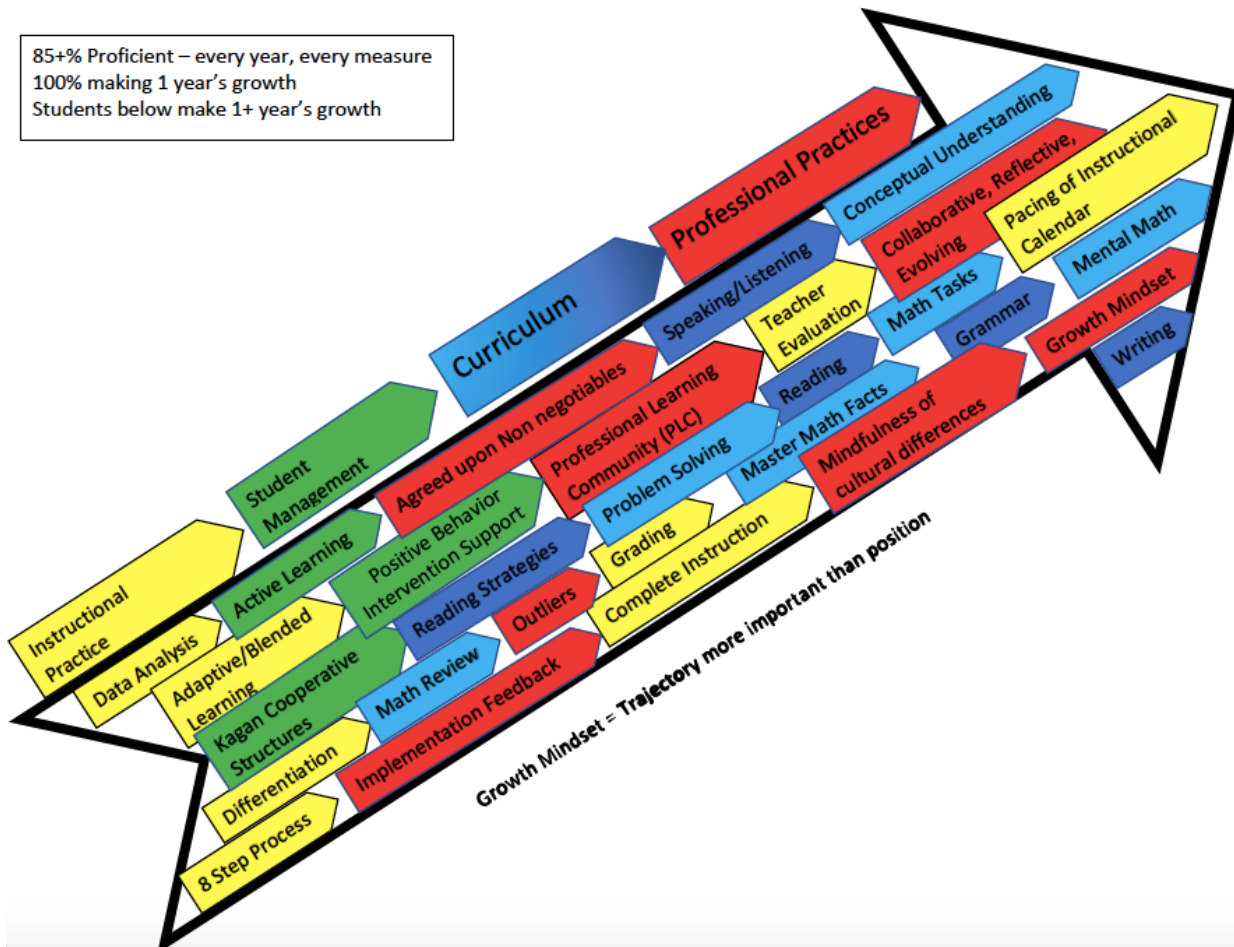 85+% Proficient – every year, every measure
100% making 1 year's growth
Students below make 1+ year's growth
Instructional
Practice
Student
Management
Curriculum
Professional Practices
Data Analysis
Active Learning
Agreed upon Non negotiables
Speaking/Listening
Conceptual Understanding
Adaptive/Blended
Learning
Positive Behavior
Intervention Support
Professional Learning
Community (PLC)
Teacher
Evaluation
Collaborative, Reflective,
Evolving
Pacing of Instructional
Calendar
Kagan Cooperative
Structures
Reading Strategies
Problem Solving
Reading
Math Tasks
Mental Math
Differentiation
Math Review
Outliers
Grading
Master Math Facts
Grammar
Growth Mindset
8 Step Process
Implementation Feedback
Complete Instruction
Mindfulness of
cultural differences
Writing
Growth Mindset = Trajectory more important than position